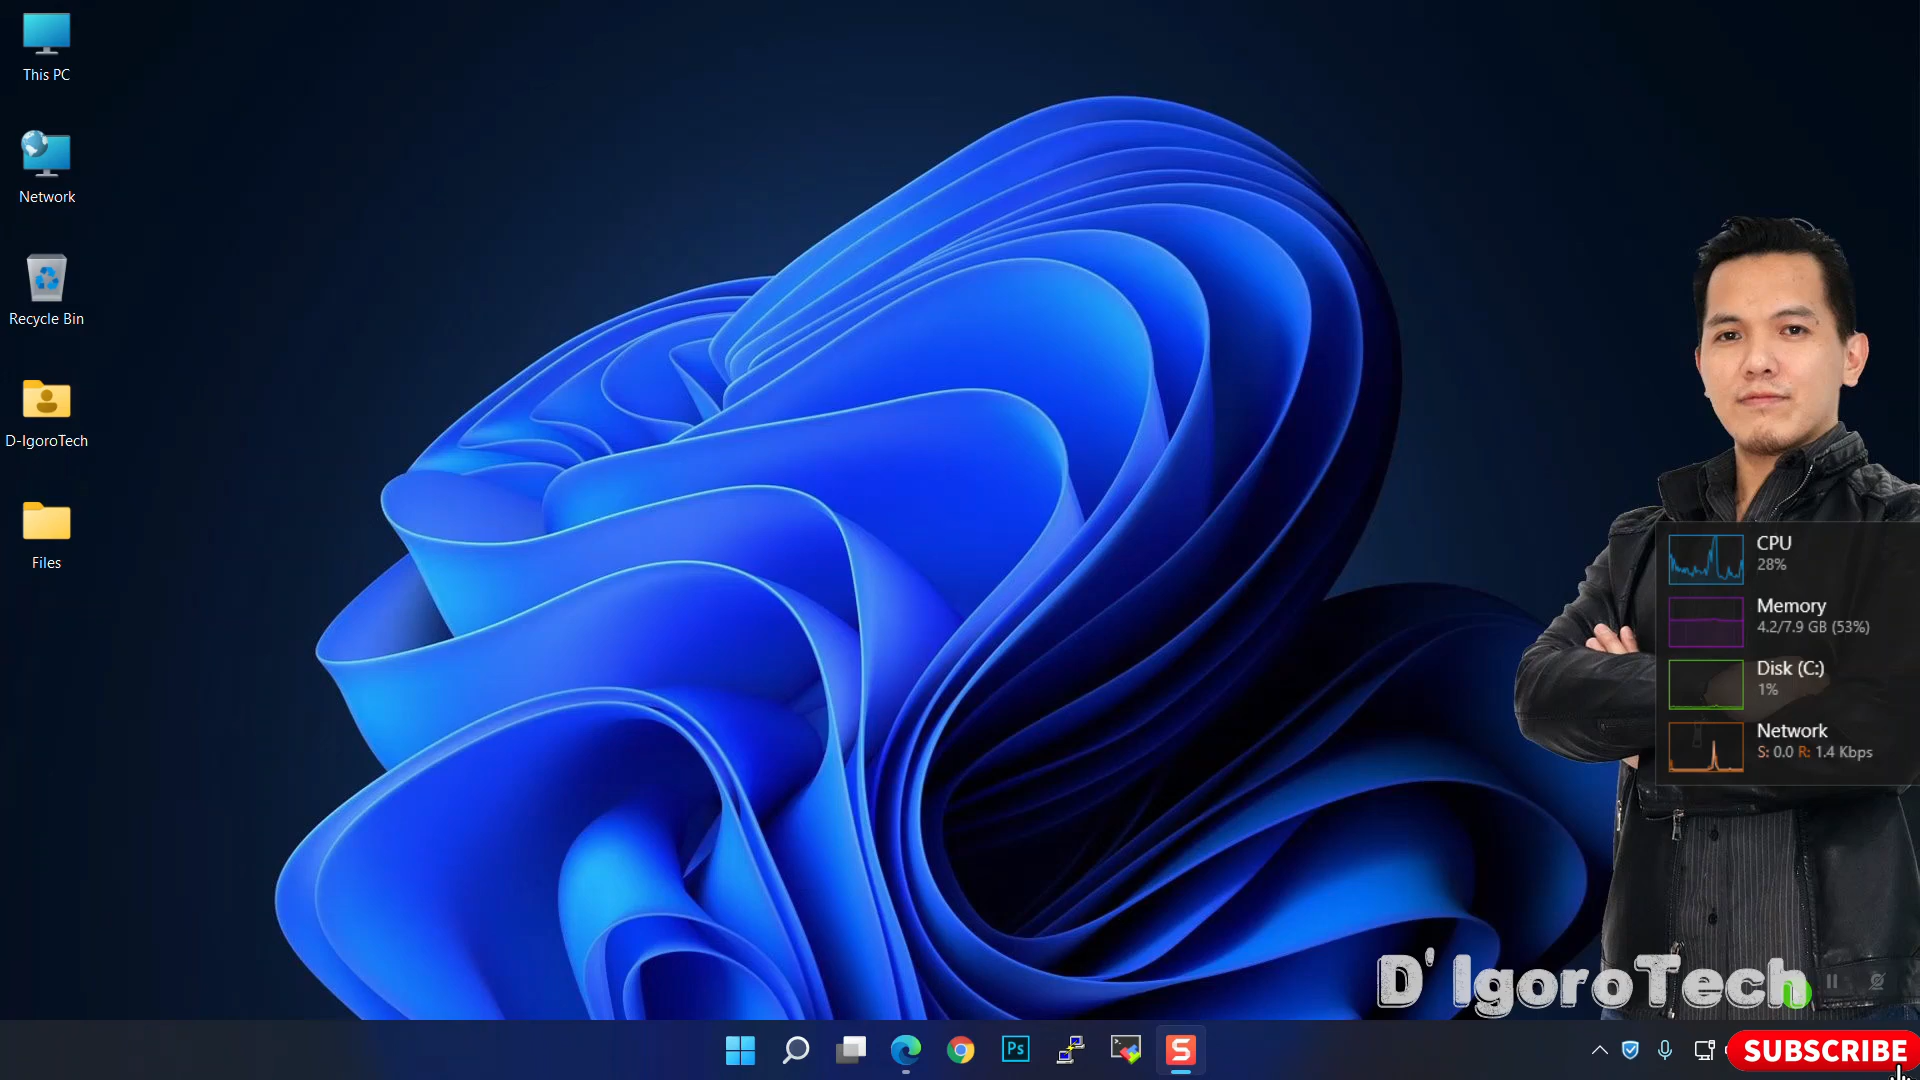 This PC
Network
Recycle Bin
D-IgoroTech
Files
CPU
28%
Memory
4.2/7.9 GB (53%)
Disk (C:)
1%
Network
S: 0.0 R: 1.4 Kbps
D'IgoroTech
Ps
S
SUBSCRIBE